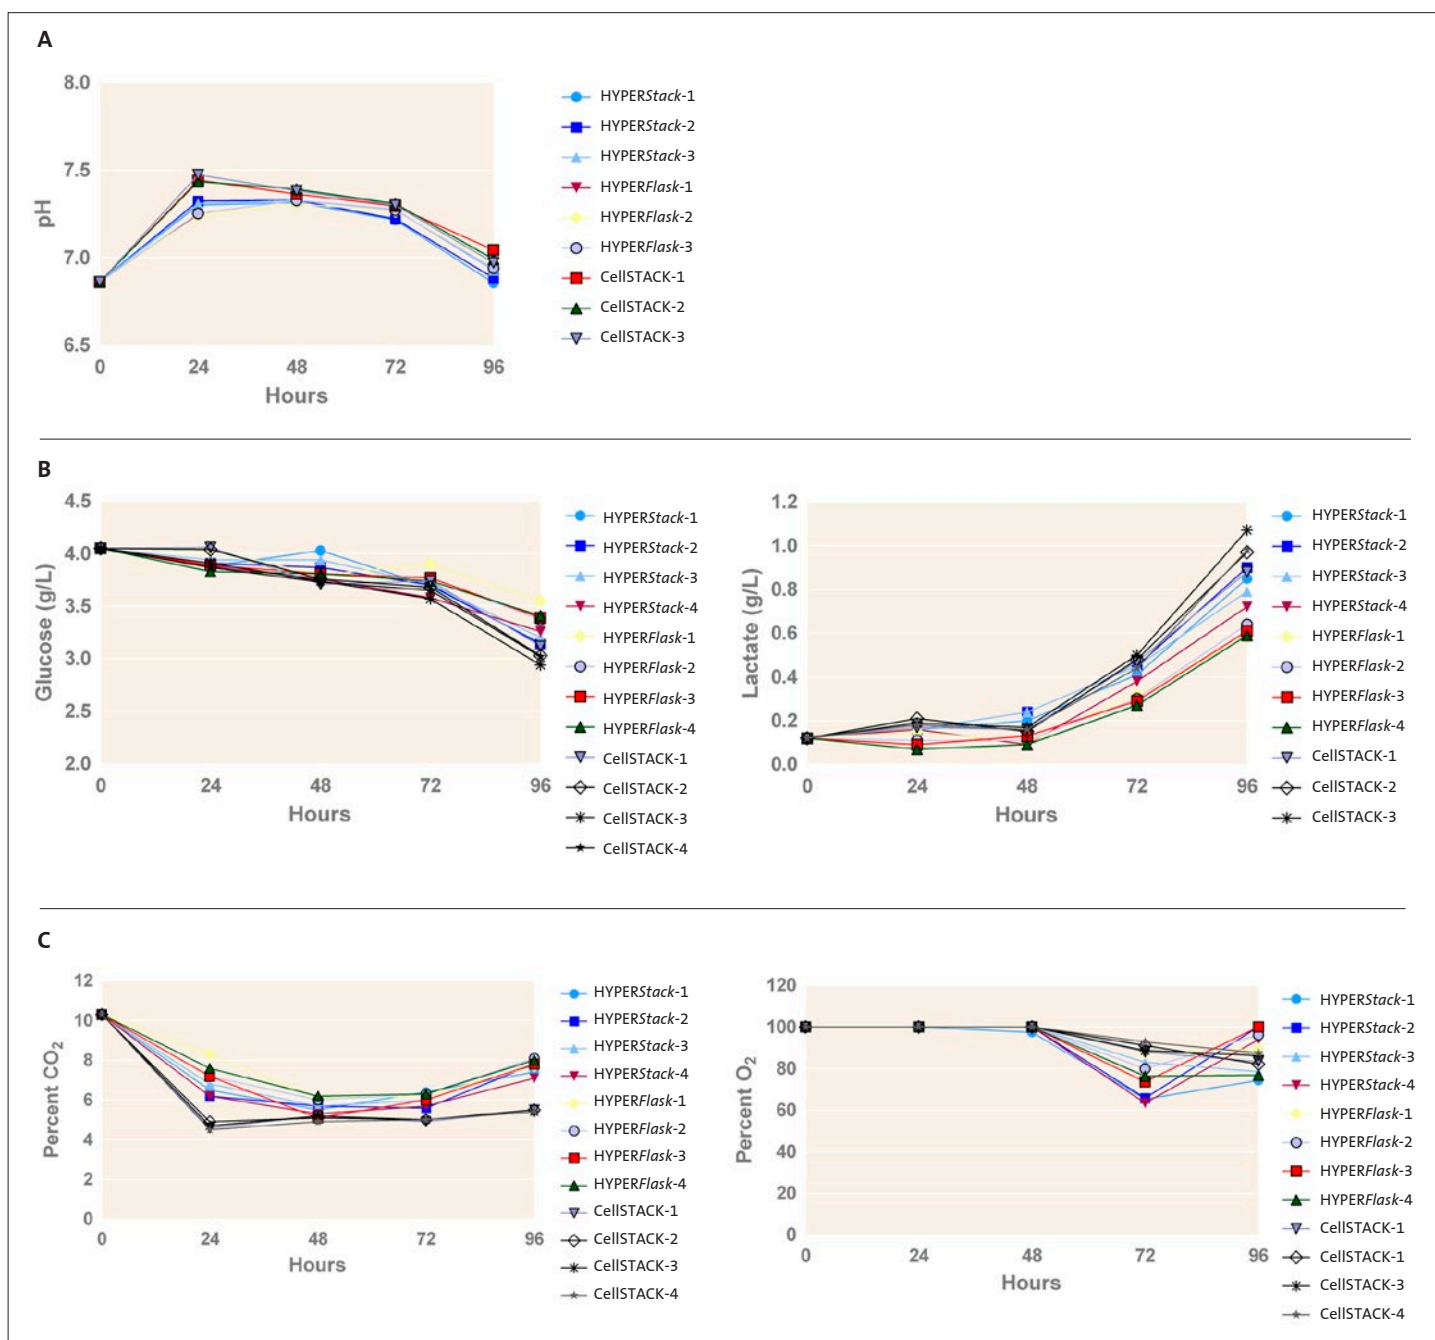 A
8.0
7.5
7.0
6.5
pH
0 24 48 72 96
Hours
HYPERStack-1
HYPERStack-2
HYPERStack-3
HYPERFlask-1
HYPERFlask-2
HYPERFlask-3
CellSTACK-1
CellSTACK-2
CellSTACK-3
B
4.5
4.0
3.5
3.0
2.5
2.0
Glucose (g/L)
0 24 48 72 96
Hours
HYPERStack-1
HYPERStack-2
HYPERStack-3
HYPERStack-4
HYPERFlask-1
HYPERFlask-2
HYPERFlask-3
HYPERFlask-4
CellSTACK-1
CellSTACK-2
CellSTACK-3
CellSTACK-4
1.2
1.0
0.8
0.6
0.4
0.2
0.0
Lactate (g/L)
0 24 48 72 96
Hours
HYPERStack-1
HYPERStack-2
HYPERStack-3
HYPERStack-4
HYPERFlask-1
HYPERFlask-2
HYPERFlask-3
HYPERFlask-4
CellSTACK-1
CellSTACK-2
CellSTACK-3
C
12
10
8
6
4
2
0
Percent CO2
0 24 48 72 96
Hours
HYPERStack-1
HYPERStack-2
HYPERStack-3
HYPERStack-4
HYPERFlask-1
HYPERFlask-2
HYPERFlask-3
HYPERFlask-4
CellSTACK-1
CellSTACK-2
CellSTACK-3
CellSTACK-4
120
100
80
60
40
20
0
Percent O2
0 24 48 72 96
Hours
HYPERStack-1
HYPERStack-2
HYPERStack-3
HYPERStack-4
HYPERFlask-1
HYPERFlask-2
HYPERFlask-3
HYPERFlask-4
CellSTACK-1
CellSTACK-1
CellSTACK-3
CellSTACK-4